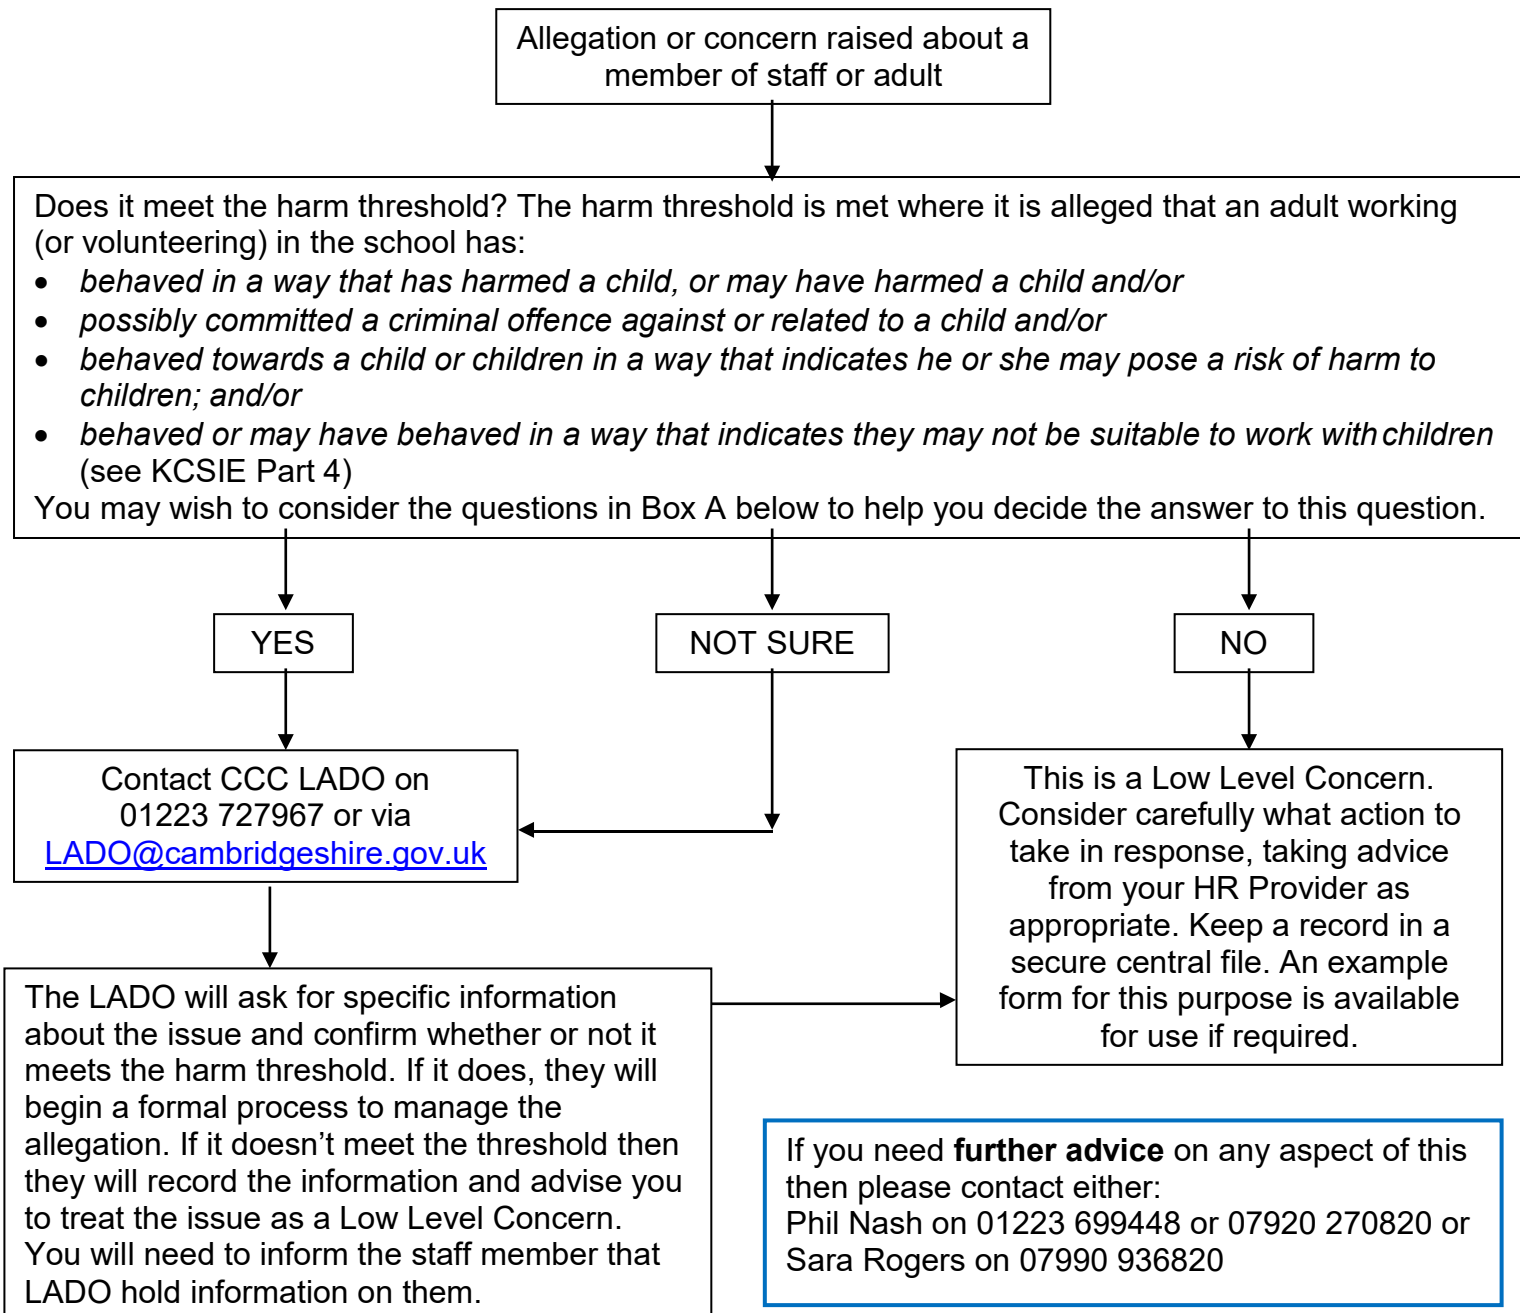 Allegation or concern raised about a
member of staff or adult
Does it meet the harm threshold? The harm threshold is met where it is alleged that an adult working
(or volunteering) in the school has:
• behaved in a way that has harmed a child, or may have harmed a child and/or
• possibly committed a criminal offence against or related to a child and/or
• behaved towards a child or children in a way that indicates he or she may pose a risk of harm to
children; and/or
• behaved or may have behaved in a way that indicates they may not be suitable to work with children
(see KCSIE Part 4)
You may wish to consider the questions in Box A below to help you decide the answer to this question.
YES
NOT SURE
NO
Contact CCC LADO on
01223 727967 or via
LADO@cambridgeshire.gov.uk
This is a Low Level Concern.
Consider carefully what action to
take in response, taking advice
from your HR Provider as
appropriate. Keep a record in a
secure central file. An example
form for this purpose is available
for use if required.
The LADO will ask for specific information
about the issue and confirm whether or not it
meets the harm threshold. If it does, they will
begin a formal process to manage the
allegation. If it doesn’t meet the threshold then
they will record the information and advise you
to treat the issue as a Low Level Concern.
You will need to inform the staff member that
LADO hold information on them.
If you need further advice on any aspect of this
then please contact either:
Phil Nash on 01223 699448 or 07920 270820 or
Sara Rogers on 07990 936820